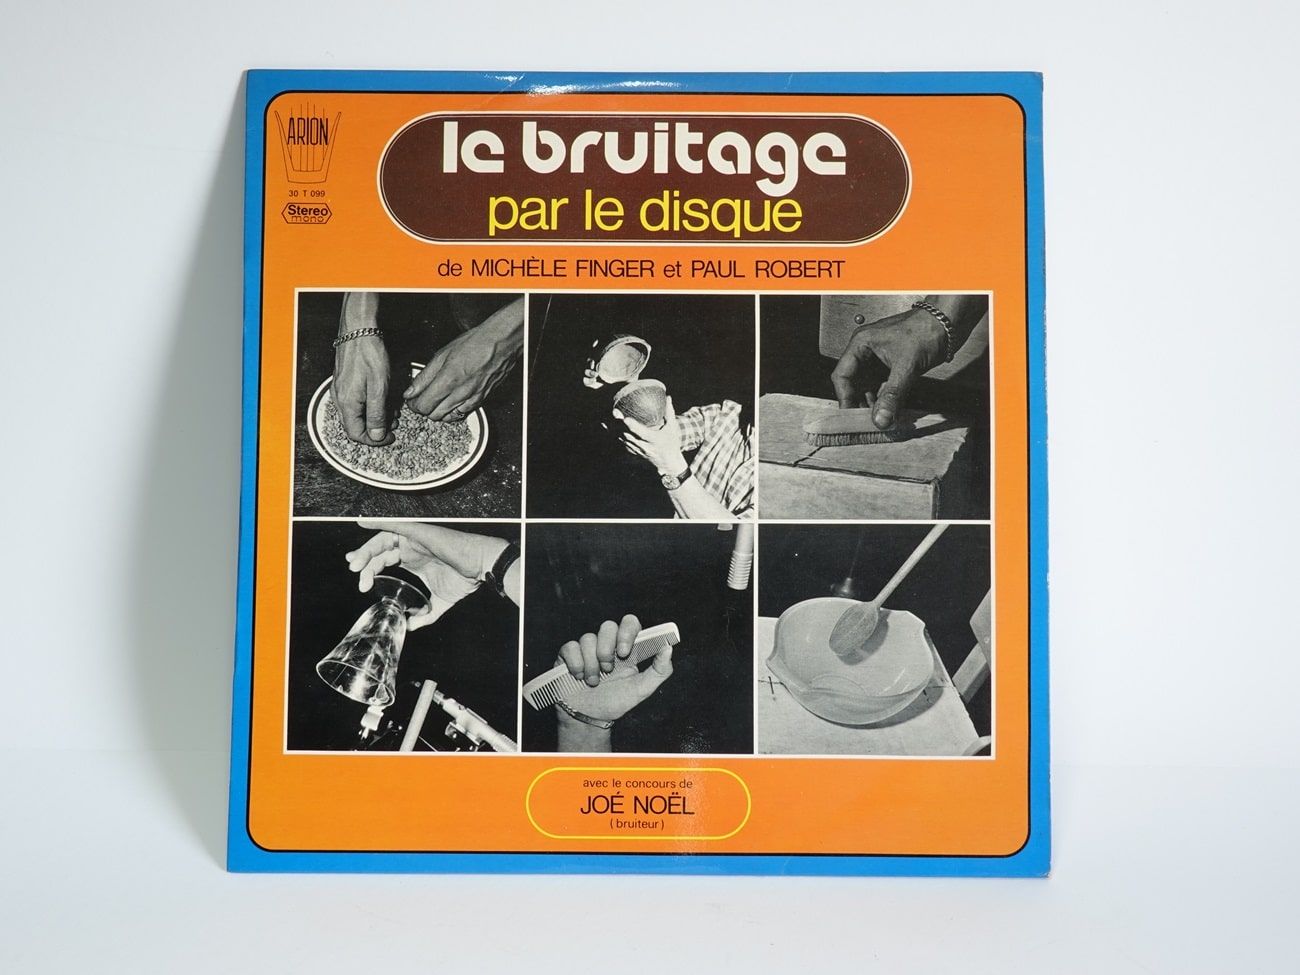 ARION
30 T 099
Stereo
mono
le bruitage
par le disque
de MICHÈLE FINGER et PAUL ROBERT
avec le concours de
JOÉ NOËL
(bruiteur)